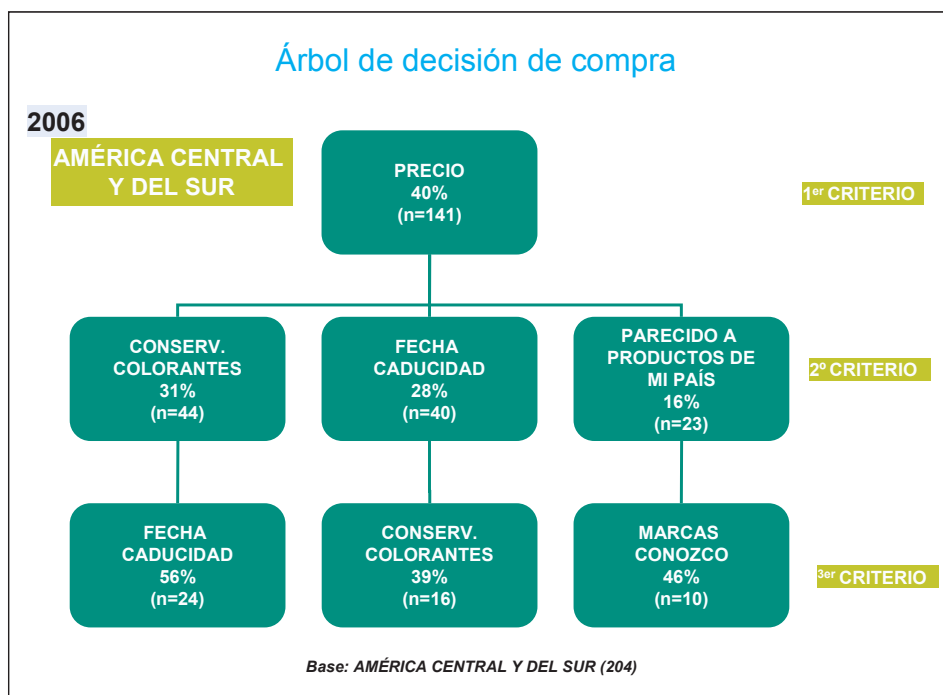 Árbol de decisión de compra
2006
AMÉRICA CENTRAL
Y DEL SUR
PRECIO
40%
(n=141)
1er CRITERIO
CONSERV.
COLORANTES
31%
(n=44)
FECHA
CADUCIDAD
28%
(n=40)
PARECIDO A
PRODUCTOS DE
MI PAÍS
16%
(n=23)
2º CRITERIO
FECHA
CADUCIDAD
56%
(n=24)
CONSERV.
COLORANTES
39%
(n=16)
MARCAS
CONOZCO
46%
(n=10)
3er CRITERIO
Base: AMÉRICA CENTRAL Y DEL SUR (204)